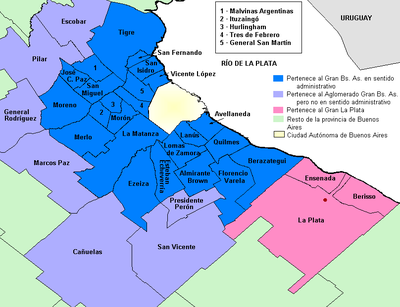 1 - Malvinas Argentinas
2 - Ituzaingó
3 - Hurlingham
4 - Tres de Febrero
5 - General San Martín
URUGUAY
Escobar
Tigre
San Fernando
Pilar
San
Isidro
Vicente López
RÍO DE LA PLATA
José C.
Paz
San
Miguel
1
5
4
3
2
Moreno
Morón
General
Rodríguez
Avellaneda
Merlo
La Matanza
Lanús
Lomas
de Zamora
Quilmes
Marcos Paz
Ezeiza
Esteban
Echeverría
Almirante
Brown
Florencio
Varela
Berazategui
Presidente
Perón
Ensenada
Berisso
La Plata
Cañuelas
San Vicente
Pertenece al Gran Bs. As. en sentido
administrativo
Pertenece al Aglomerado Gran Bs. As.
pero no en sentido administrativo
Pertenece al Gran La Plata
Resto de la provincia de Buenos
Aires
Ciudad Autónoma de Buenos Aires